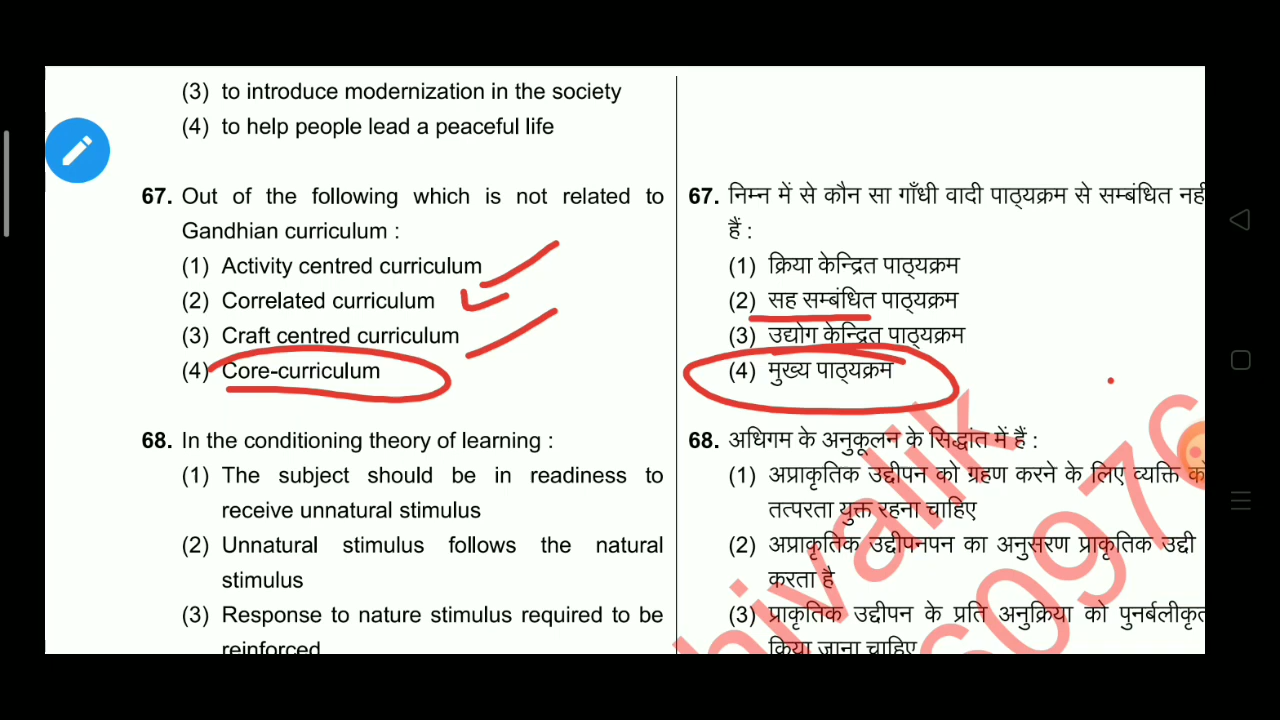 (3) to introduce modernization in the society
(4) to help people lead a peaceful life
67. Out of the following which is not related to
Gandhian curriculum :
(1) Activity centred curriculum
(2) Correlated curriculum
(3) Craft centred curriculum
(4) Core-curriculum
68. In the conditioning theory of learning :
(1) The subject should be in readiness to
receive unnatural stimulus
(2) Unnatural stimulus follows the natural
stimulus
(3) Response to nature stimulus required to be
reinforced
67. निम्न में से कौन सा गाँधी वादी पाठ्यक्रम से सम्बंधित नहीं
हैं :
(1) क्रिया केन्द्रित पाठ्यक्रम
(2) सह सम्बंधित पाठ्यक्रम
(3) उद्योग केन्द्रित पाठ्यक्रम
(4) मुख्य पाठ्यक्रम
68. अधिगम के अनुकूलन के सिद्धांत में हैं :
(1) अप्राकृतिक उद्दीपन को ग्रहण करने के लिए व्यक्ति को
तत्परता युक्त रहना चाहिए
(2) अप्राकृतिक उद्दीपनपन का अनुसरण प्राकृतिक उद्दी
करता है
(3) प्राकृतिक उद्दीपन के प्रति अनुक्रिया को पुनर्बलीकृत
किया जाना चाहिए
hivalik
60976